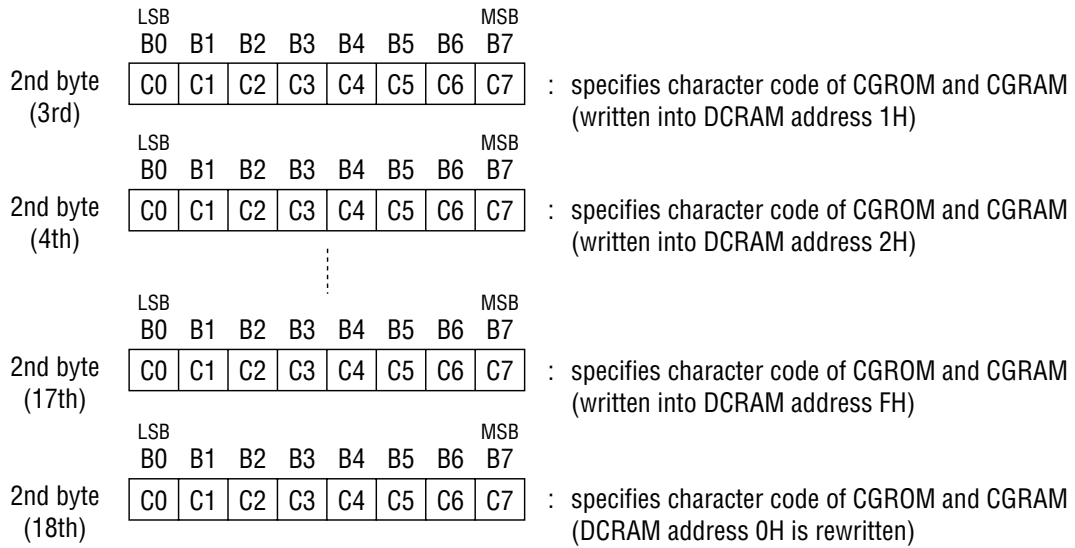 LSB MSB
B0 B1 B2 B3 B4 B5 B6 B7
2nd byte C0 C1 C2 C3 C4 C5 C6 C7 : specifies character code of CGROM and CGRAM
(3rd) (written into DCRAM address 1H)
LSB MSB
B0 B1 B2 B3 B4 B5 B6 B7
2nd byte C0 C1 C2 C3 C4 C5 C6 C7 : specifies character code of CGROM and CGRAM
(4th) (written into DCRAM address 2H)
LSB MSB
B0 B1 B2 B3 B4 B5 B6 B7
2nd byte C0 C1 C2 C3 C4 C5 C6 C7 : specifies character code of CGROM and CGRAM
(17th) (written into DCRAM address FH)
LSB MSB
B0 B1 B2 B3 B4 B5 B6 B7
2nd byte C0 C1 C2 C3 C4 C5 C6 C7 : specifies character code of CGROM and CGRAM
(18th) (DCRAM address 0H is rewritten)